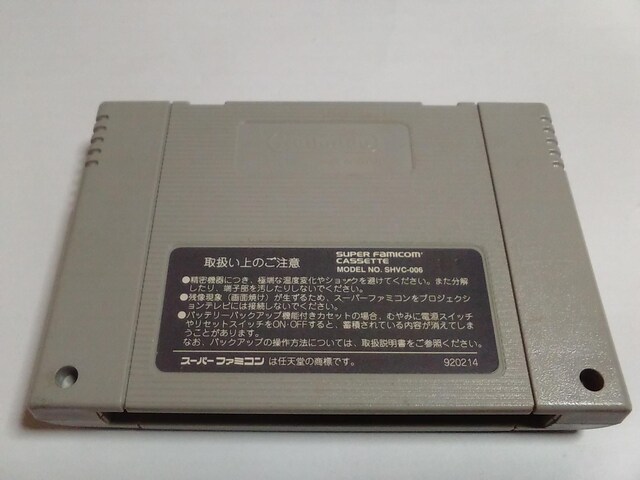 取扱い上のご注意
SUPER FAMICOM
CASSETTE
MODEL NO. SHVC-006
●精密機器につき、極端な温度変化やショックを避けてください。また分解
したり、端子部を汚したりしないでください。
●残像現象(画面焼け)が生ずるため、スーパーファミコンをプロジェクシ
ョンテレビには接続しないでください。
●バッテリーバックアップ機能付きカセットの場合、むやみに電源スイッチ
やリセットスイッチをON・OFFすると、蓄積されている内容が消えてしま
うことがあります。
なお、バックアップの操作方法については、取扱説明書をご参照ください。
スーパーファミコン は任天堂の商標です。
920214